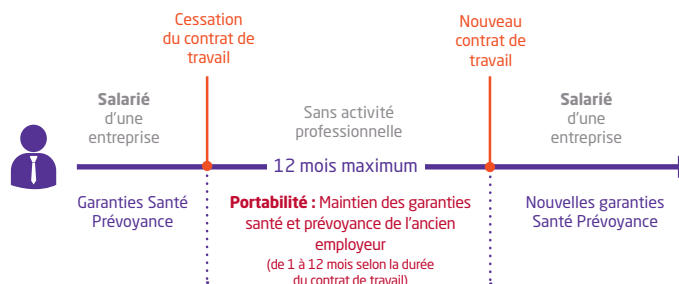 Cessation
du contrat de
travail
Nouveau
contrat de
travail
Salarié
d'une
entreprise
Sans activité
professionnelle
Salarié
d'une
entreprise
12 mois maximum
Garanties Santé
Prévoyance
Portabilité : Maintien des garanties
santé et prévoyance de l'ancien
employeur
(de 1 à 12 mois selon la durée
du contrat de travail)
Nouvelles garanties
Santé Prévoyance